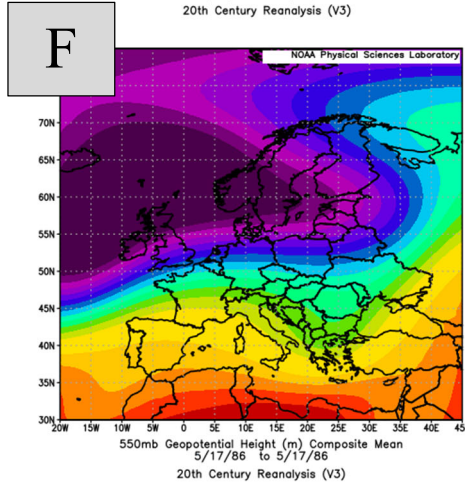 20th Century Reanalysis (V3)
F
NOAA Physical Sciences Laboratory
70N
65N
60N
55N
50N
45N
40N
35N
30N
20W 15W 10W 5W 0 5E 10E 15E 20E 25E 30E 35E 40E 45
550mb Geopotential Height (m) Composite Mean
5/17/86 to 5/17/86
20th Century Reanalysis (V3)